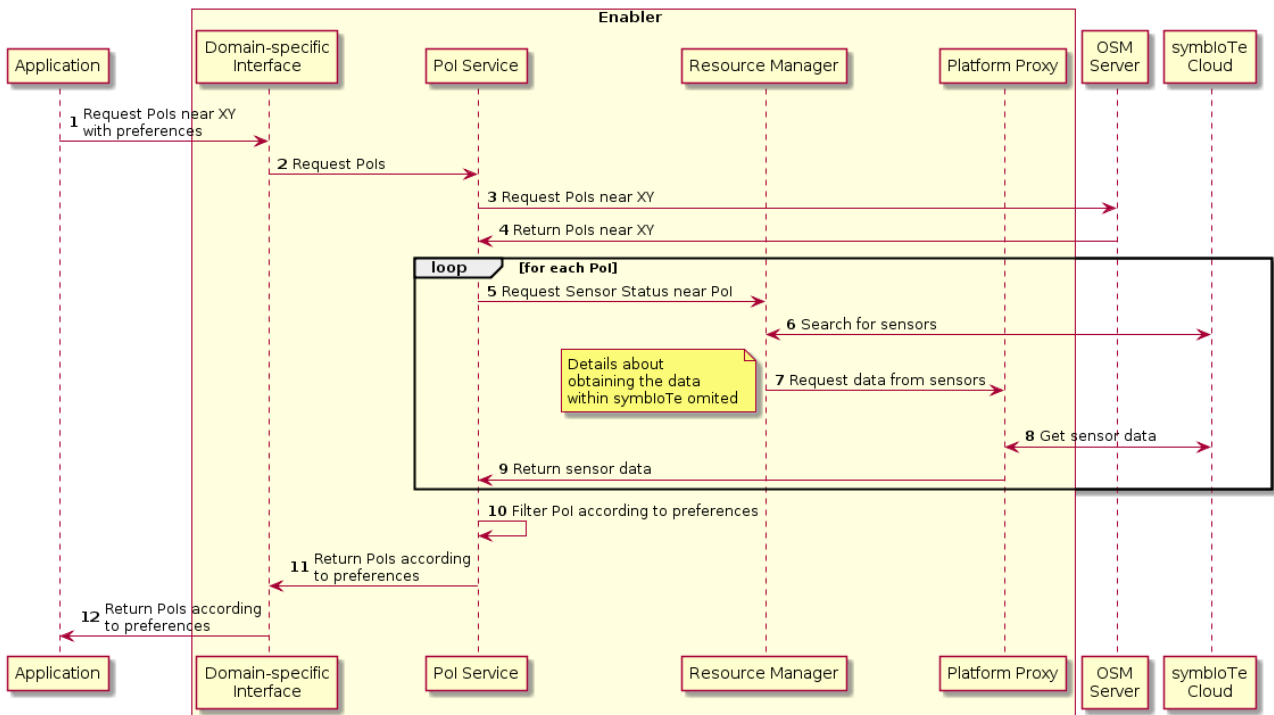 Enabler
Application
Domain-specific
Interface
PoI Service
Resource Manager
Platform Proxy
OSM
Server
symbIoTe
Cloud
1 Request PoIs near XY
with preferences
2 Request PoIs
3 Request PoIs near XY
4 Return PoIs near XY
loop [for each PoI]
5 Request Sensor Status near PoI
6 Search for sensors
Details about
obtaining the data
within symbIoTe omited
7 Request data from sensors
8 Get sensor data
9 Return sensor data
10 Filter PoI according to preferences
11 Return PoIs according
to preferences
12 Return PoIs according
to preferences
Application
Domain-specific
Interface
PoI Service
Resource Manager
Platform Proxy
OSM
Server
symbIoTe
Cloud